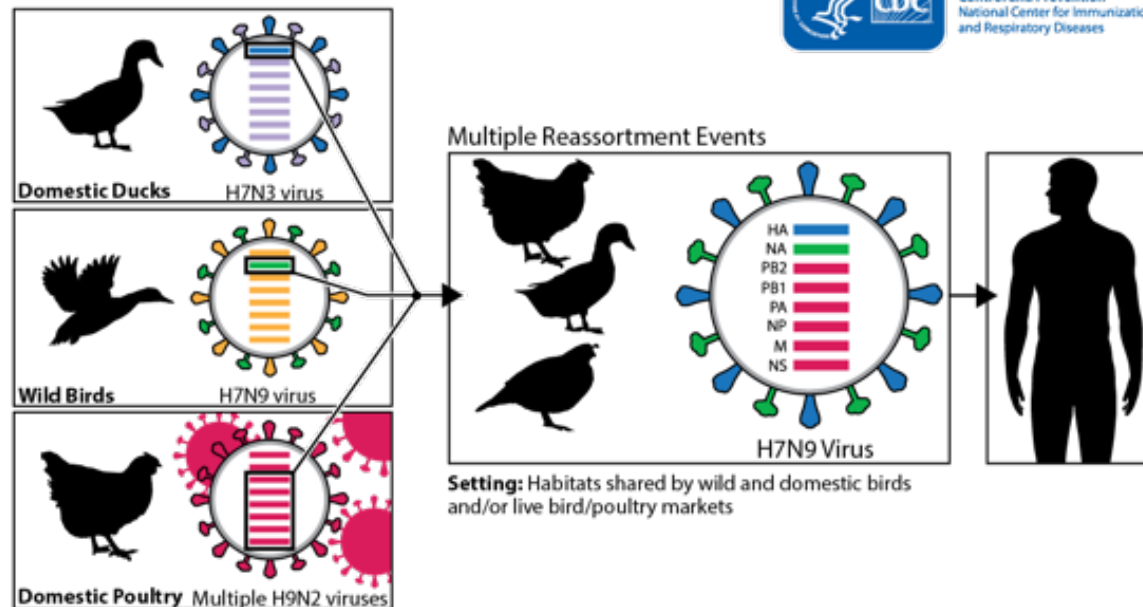 CDC
National Center for Immunizatio
and Respiratory Diseases
Domestic Ducks
H7N3 virus
Wild Birds
H7N9 virus
Domestic Poultry
Multiple H9N2 viruses
Multiple Reassortment Events
HA
NA
PB2
PB1
PA
NP
M
NS
H7N9 Virus
Setting: Habitats shared by wild and domestic birds
and/or live bird/poultry markets